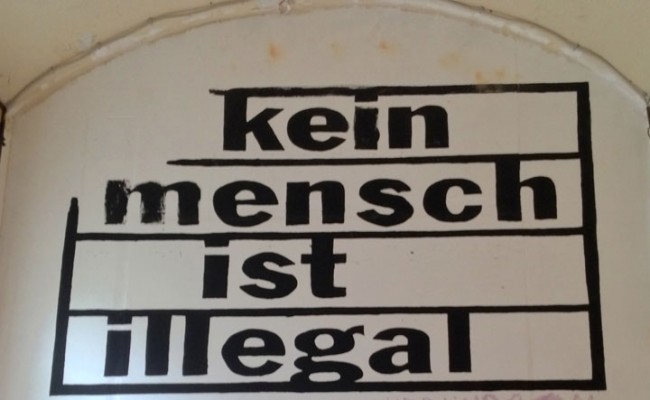 kein
mensch
ist
illegal